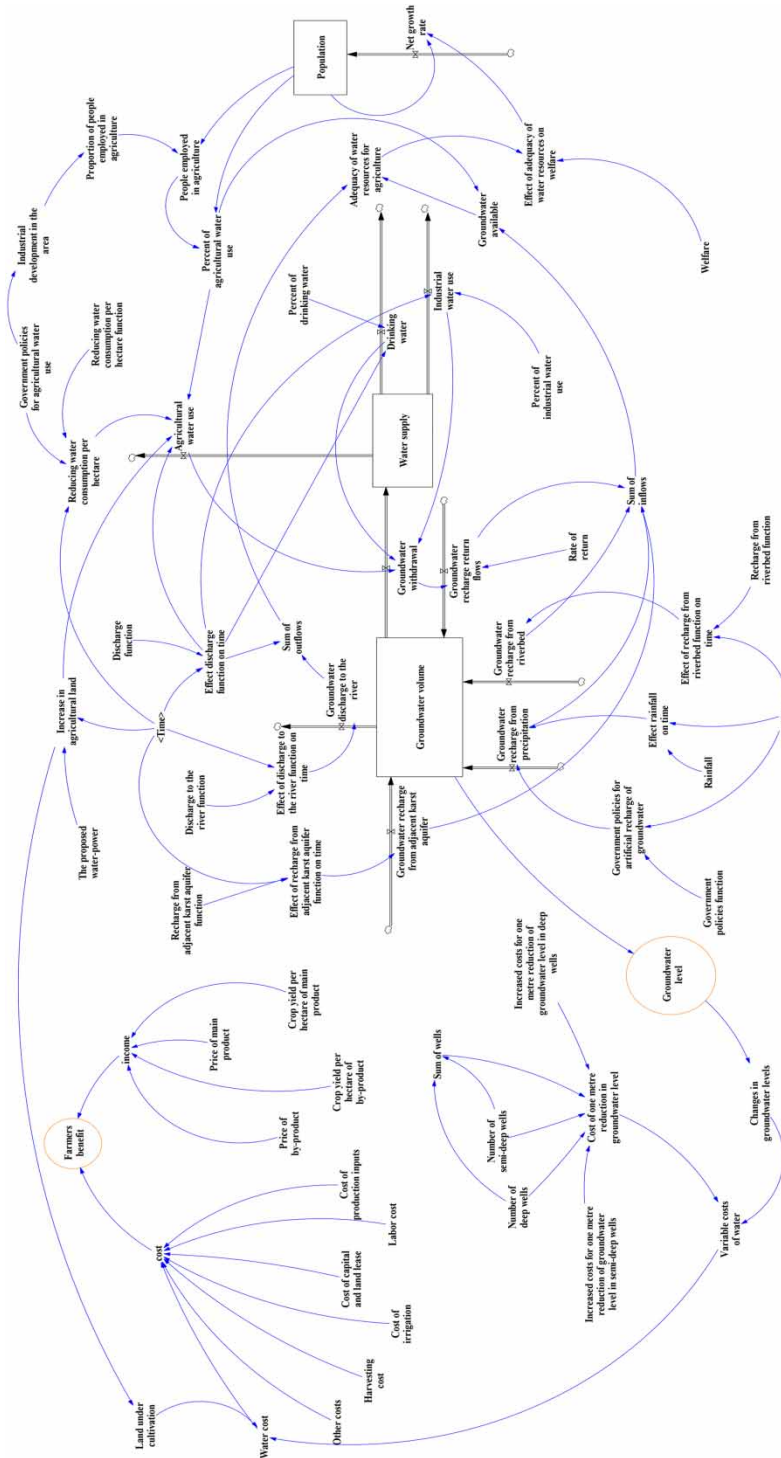 Land under
cultivation
Water cost
Other costs
Harvesting
cost
Cost of
irrigation
Cost of capital
and land lease
Labor cost
Cost of
production inputs
cost
Farmers
benefit
income
Price of
by-product
Crop yield per
hectare of by-product
Price of main
product
Crop yield per
hectare of main
product
Variable costs
of water
Changes in
groundwater levels
Groundwater
level
Increased costs for one metre
reduction of groundwater
level in semi-deep wells
Number of
deep wells
Number of
semi-deep wells
Sum of wells
Cost of one metre
reduction in
groundwater level
Increased costs for one
metre reduction of
groundwater level in deep
wells
The proposed
water-power
Increase in
agricultural land
<Time>
Recharge from
adjacent karst aquifer
function
Effect of recharge from
adjacent karst aquifer
function on time
Groundwater recharge
from adjacent karst
aquifer
Discharge to the
river function
Effect of discharge to
the river function on
time
Groundwater
discharge to the
river
Sum of
outflows
Discharge
function
Effect discharge
function on time
Government
policies function
Government policies for
artificial recharge of
groundwater
Rainfall
Effect rainfall
on time
Groundwater
recharge from
precipitation
Groundwater volume
Groundwater
recharge from
riverbed
Effect of recharge from
riverbed function on
time
Recharge from
riverbed function
Groundwater
withdrawal
Groundwater
recharge return
flows
Rate of
return
Sum of
inflows
Reducing water
consumption per
hectare
Government policies
for agricultural water
use
Reducing water
consumption per
hectare function
Agricultural
water use
Water supply
Percent of
drinking water
Drinking
water
Industrial
water use
Percent of
industrial water
use
Industrial
development in the
area
Proportion of people
employed in
agriculture
People employed
in agriculture
Percent of
agricultural water
use
Adequacy of water
resources for
agriculture
Groundwater
available
Effect of adequacy of
water resources on
welfare
Welfare
Population
Net growth
rate